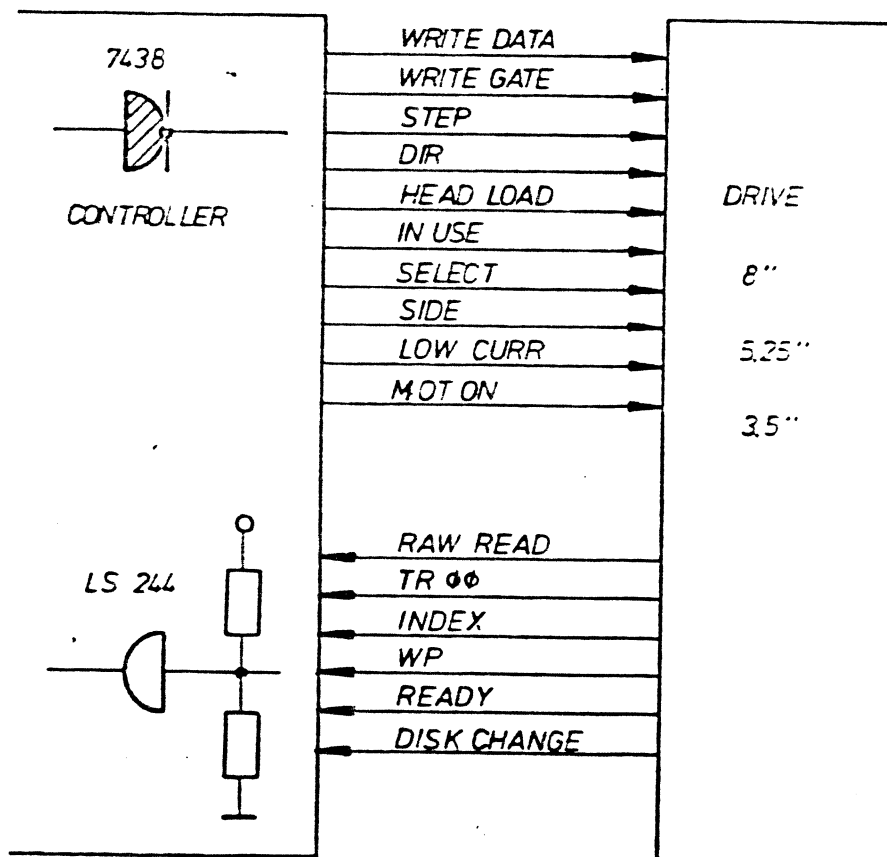 7438
CONTROLLER
WRITE DATA
WRITE GATE
STEP
DIR
HEAD LOAD
IN USE
SELECT
SIDE
LOW CURR
MOT ON
DRIVE
8"
5.25"
3.5"
LS 244
RAW READ
TR ØØ
INDEX
WP
READY
DISK CHANGE